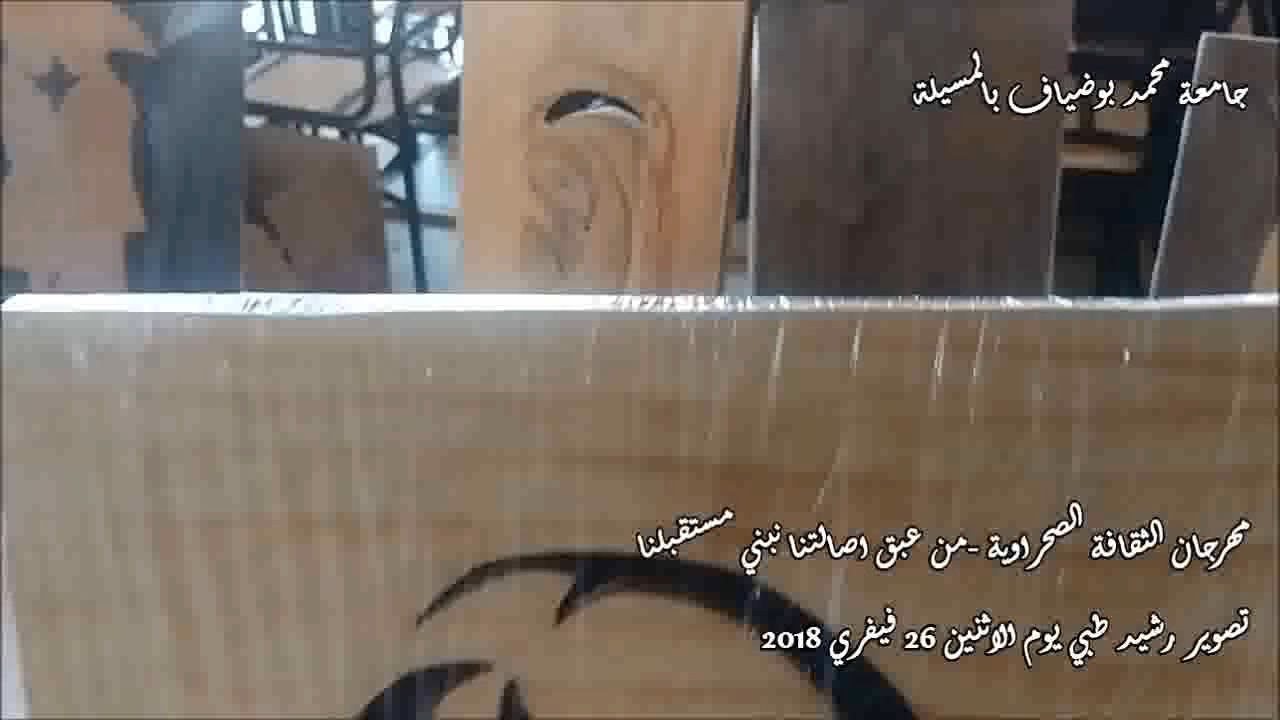 جامعة محمد بوضياف بالمسيلة
مهرجان الثقافة الصحراوية -من عبق اصالتنا نبني مستقبلنا
تصوير رشيد طبي يوم الاثنين 26 فيفري 2018